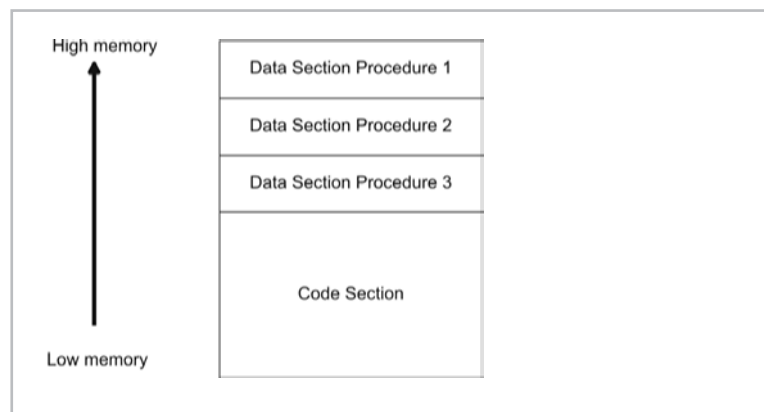 High memory
Data Section Procedure 1
Data Section Procedure 2
Data Section Procedure 3
Code Section
Low memory